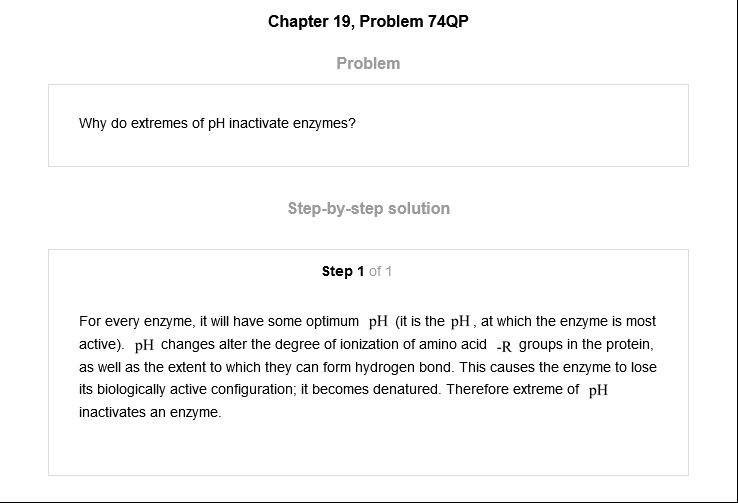 Chapter 19, Problem 74QP
Problem
Why do extremes of pH inactivate enzymes?
Step-by-step solution
Step 1 of 1
For every enzyme, it will have some optimum pH (it is the pH , at which the enzyme is most
active). pH changes alter the degree of ionization of amino acid -R groups in the protein,
as well as the extent to which they can form hydrogen bond. This causes the enzyme to lose
its biologically active configuration; it becomes denatured. Therefore extreme of pH
inactivates an enzyme.